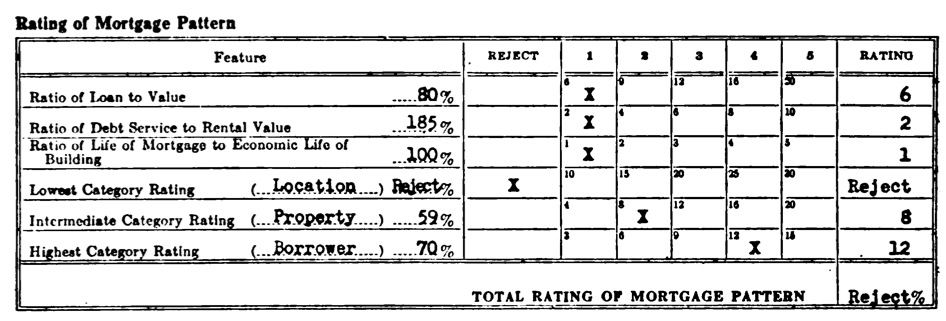 Rating of Mortgage Pattern
Feature REJECT 1 2 3 4 5 RATING
Ratio of Loan to Value .....80% 6 X 9 12 16 20 6
Ratio of Debt Service to Rental Value ...185% 2 X 4 6 8 10 2
Ratio of Life of Mortgage to Economic Life of
Building ...100% 1 X 2 3 4 5 1
Lowest Category Rating (...Location....) Reject% X 10 15 20 25 30 Reject
Intermediate Category Rating (...Property.....) .....59% 4 8 X 12 16 20 8
Highest Category Rating (...Borrower.....) .....70% 3 6 9 12 X 15 12
TOTAL RATING OF MORTGAGE PATTERN Reject%